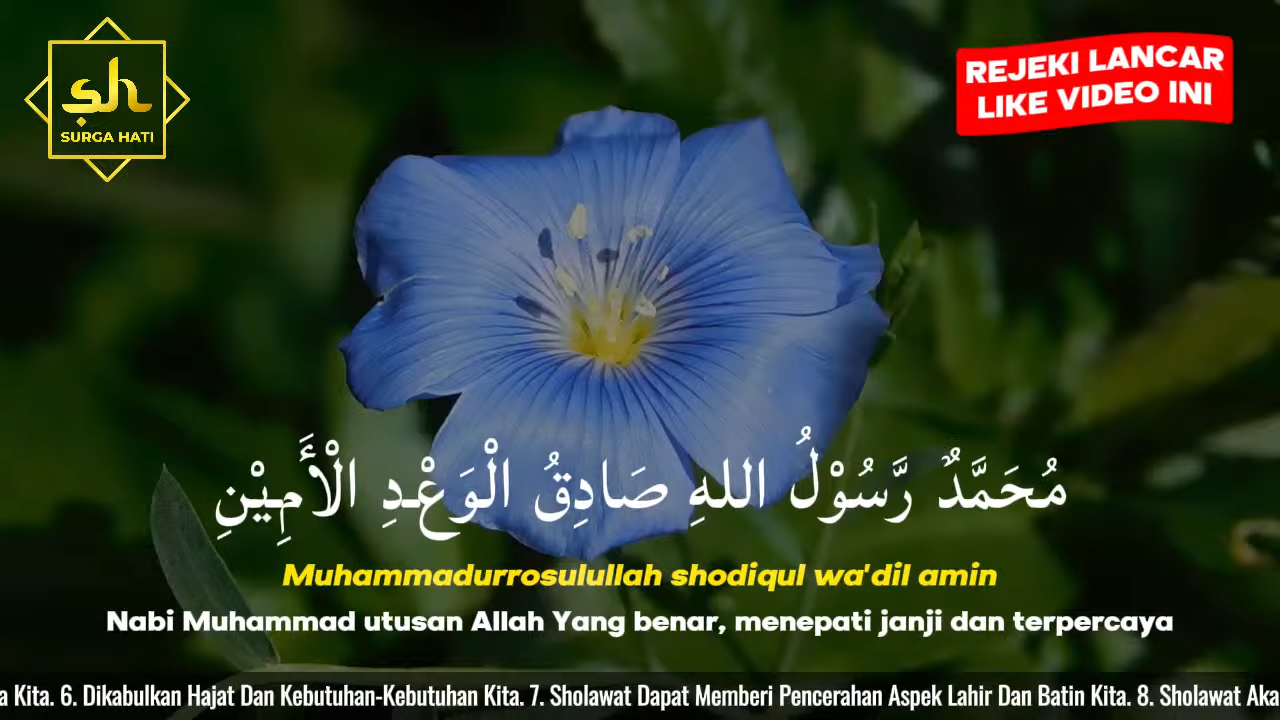 sh
SURGA HATI
REJEKI LANCAR
LIKE VIDEO INI
مُحَمَّدٌ رَّسُوْلُ اللهِ صَادِقُ الْوَعْدِ الْأَمِيْنِ
Muhammadurrosulullah shodiqul wa'dil amin
Nabi Muhammad utusan Allah Yang benar, menepati janji dan terpercaya
a Kita. 6. Dikabulkan Hajat Dan Kebutuhan-Kebutuhan Kita. 7. Sholawat Dapat Memberi Pencerahan Aspek Lahir Dan Batin Kita. 8. Sholawat Aka